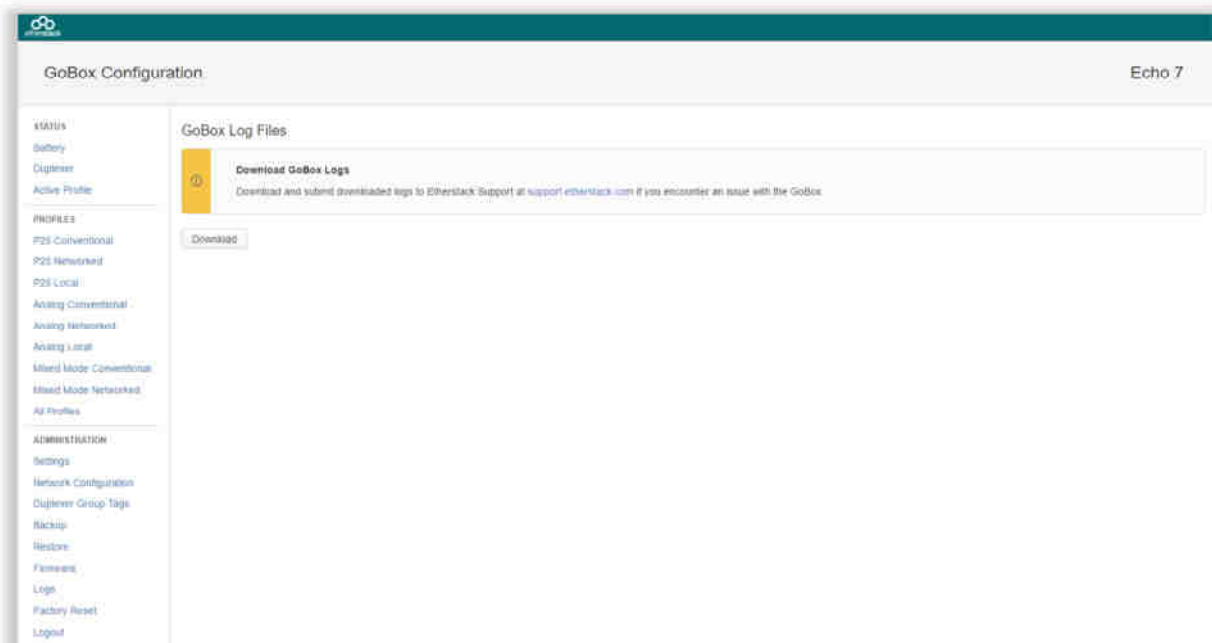 etherstack
GoBox Configuration
Echo 7
STATUS
Battery
Duplexer
Active Profile
PROFILES
P25 Conventional
P25 Networked
P25 Local
Analog Conventional
Analog Networked
Analog Local
Mixed Mode Conventional
Mixed Mode Networked
All Profiles
ADMINISTRATION
Settings
Network Configuration
Duplexer Group Tags
Backup
Restore
Firmware
Logs
Factory Reset
Logout
GoBox Log Files
Download GoBox Logs
Download and submit downloaded logs to Etherstack Support at support.etherstack.com if you encounter an issue with the GoBox
Download